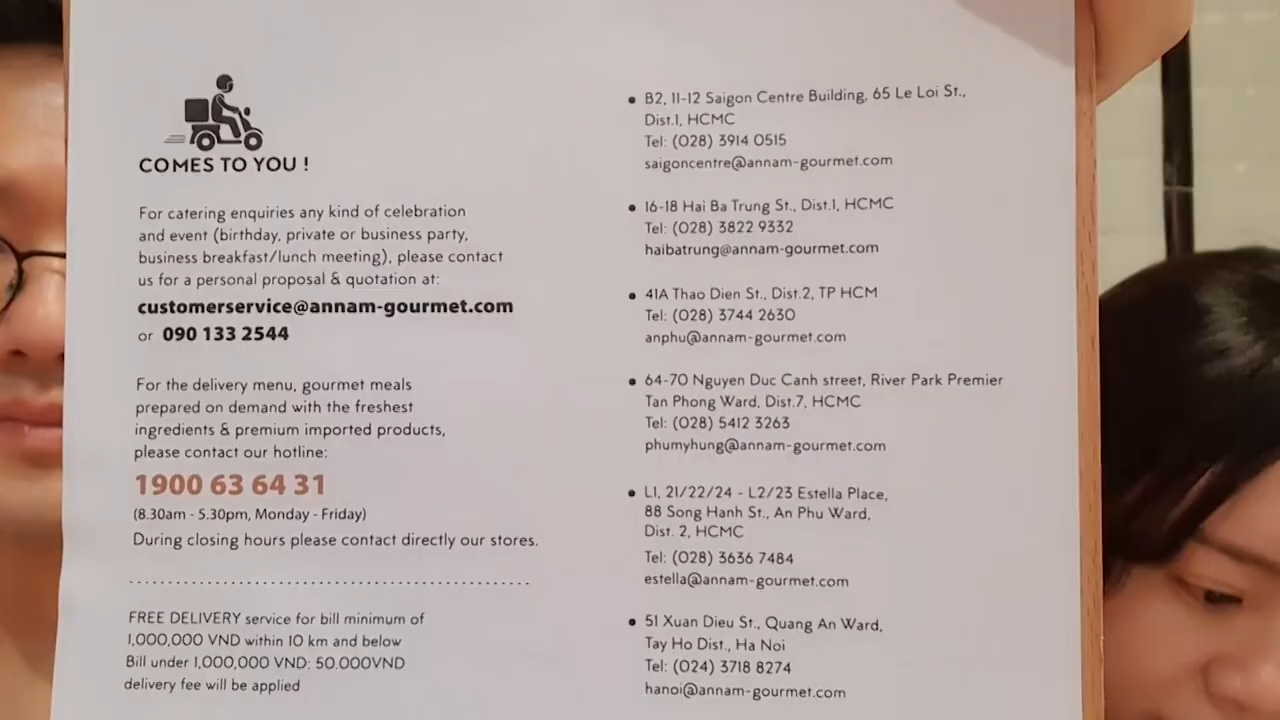 COMES TO YOU !
For catering enquiries any kind of celebration
and event (birthday, private or business party,
business breakfast/lunch meeting), please contact
us for a personal proposal & quotation at:
customerservice@annam-gourmet.com
or 090 133 2544
For the delivery menu, gourmet meals
prepared on demand with the freshest
ingredients & premium imported products,
please contact our hotline:
1900 63 64 31
(8.30am - 5.30pm, Monday - Friday)
During closing hours please contact directly our stores.
FREE DELIVERY service for bill minimum of
1,000,000 VND within 10 km and below
Bill under 1,000,000 VND: 50.000VND
delivery fee will be applied
• B2, 11-12 Saigon Centre Building, 65 Le Loi St.,
Dist.1, HCMC
Tel: (028) 3914 0515
saigoncentre@annam-gourmet.com
• 16-18 Hai Ba Trung St., Dist.1, HCMC
Tel: (028) 3822 9332
haibatrung@annam-gourmet.com
• 41A Thao Dien St., Dist.2, TP HCM
Tel: (028) 3744 2630
anphu@annam-gourmet.com
• 64-70 Nguyen Duc Canh street, River Park Premier
Tan Phong Ward, Dist.7, HCMC
Tel: (028) 5412 3263
phumyhung@annam-gourmet.com
• L1, 21/22/24 - L2/23 Estella Place,
88 Song Hanh St., An Phu Ward,
Dist. 2, HCMC
Tel: (028) 3636 7484
estella@annam-gourmet.com
• 51 Xuan Dieu St., Quang An Ward,
Tay Ho Dist., Ha Noi
Tel: (024) 3718 8274
hanoi@annam-gourmet.com